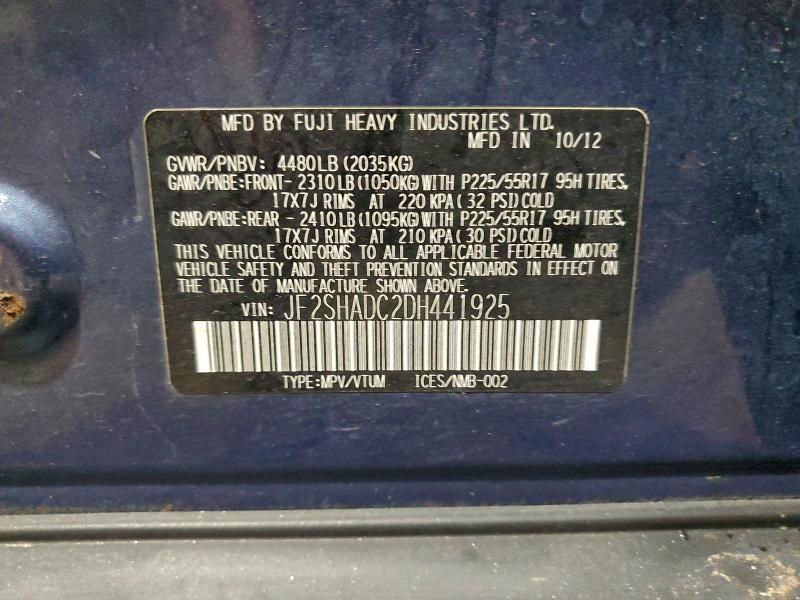 MFD BY FUJI HEAVY INDUSTRIES LTD.
MFD IN 10/12
GVWR/PNBV: 4480LB(2035KG)
GAWR/PNBE:FRONT-2310LB(1050KG)WITH P225/55R17 95H TIRES,
17X7J RIMS AT 220 KPA(32 PSI)COLD
GAWR/PNBE:REAR -2410LB(1095KG)WITH P225/55R17 95H TIRES,
17X7J RIMS AT 210 KPA(30 PSI)COLD
THIS VEHICLE CONFORMS TO ALL APPLICABLE FEDERAL MOTOR
VEHICLE SAFETY AND THEFT PREVENTION STANDARDS IN EFFECT ON
THE DATE OF MANUFACTURE SHOWN ABOVE.
VIN: JF2SHADC2DH441925
TYPE:MPV/VTUM ICES/NMB-002